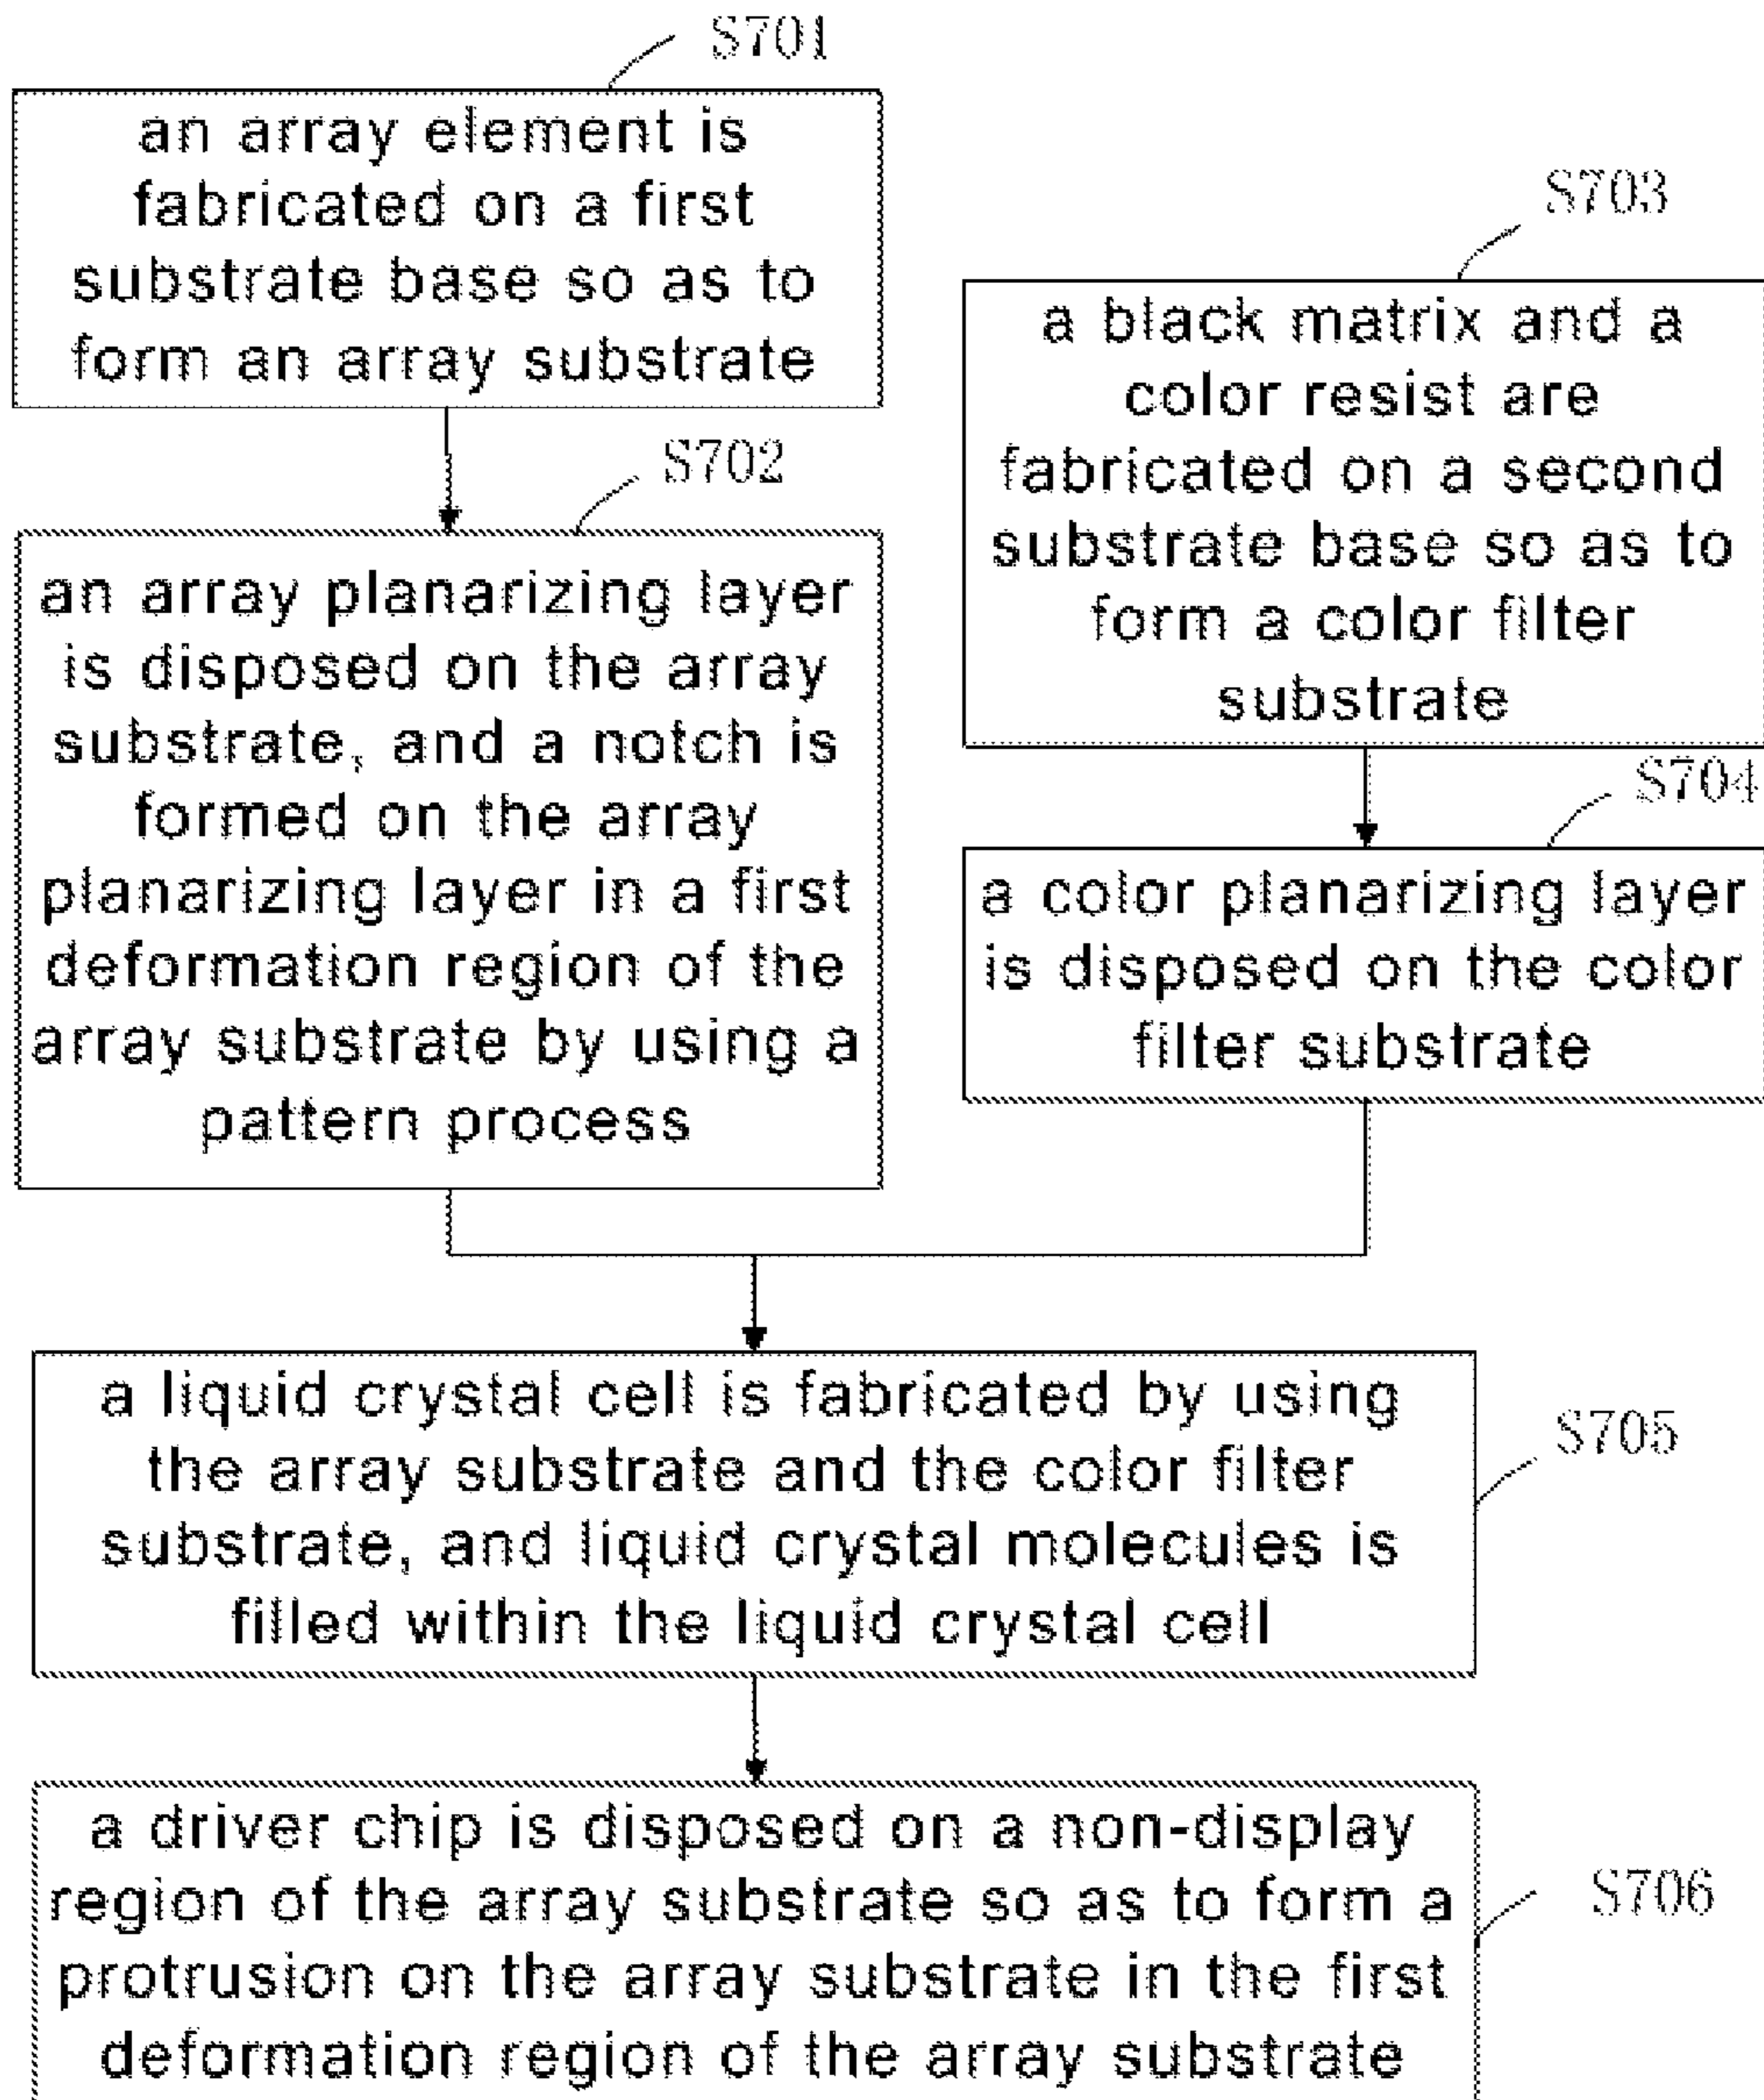 S701
an array element is
fabricated on a first
substrate base so as to
form an array substrate
S702
an array planarizing layer
is disposed on the array
substrate, and a notch is
formed on the array
planarizing layer in a first
deformation region of the
array substrate by using a
pattern process
S703
a black matrix and a
color resist are
fabricated on a second
substrate base so as to
form a color filter
substrate
S704
a color planarizing layer
is disposed on the color
filter substrate
a liquid crystal cell is fabricated by using
the array substrate and the color filter
substrate, and liquid crystal molecules is
filled within the liquid crystal cell
S705
a driver chip is disposed on a non-display
region of the array substrate so as to form a
protrusion on the array substrate in the first
deformation region of the array substrate
S706